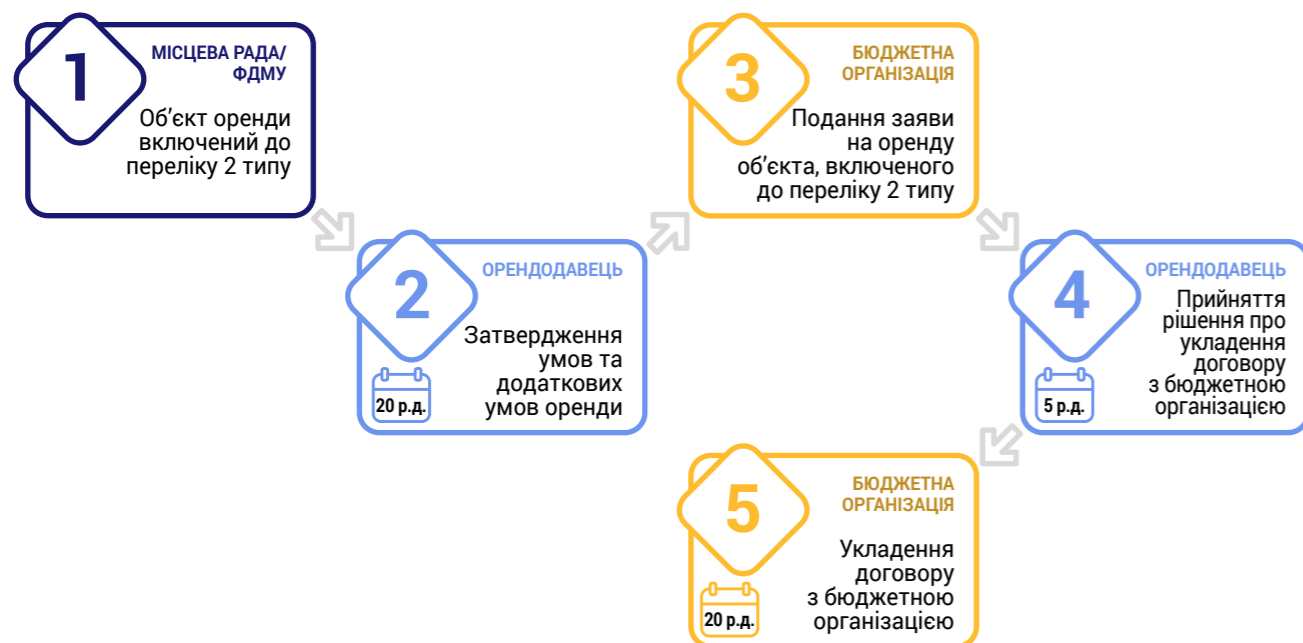 1
МІСЦЕВА РАДА/
ФДМУ
Об’єкт оренди
включений до
переліку 2 типу
2
ОРЕНДОДАВЕЦЬ
Затвердження
умов та
додаткових
умов оренди
20 р.д.
3
БЮДЖЕТНА
ОРГАНІЗАЦІЯ
Подання заяви
на оренду
об’єкта, включеного
до переліку 2 типу
4
ОРЕНДОДАВЕЦЬ
Прийняття
рішення про
укладення
договору
з бюджетною
організацією
5 р.д.
5
БЮДЖЕТНА
ОРГАНІЗАЦІЯ
Укладення
договору
з бюджетною
організацією
20 р.д.